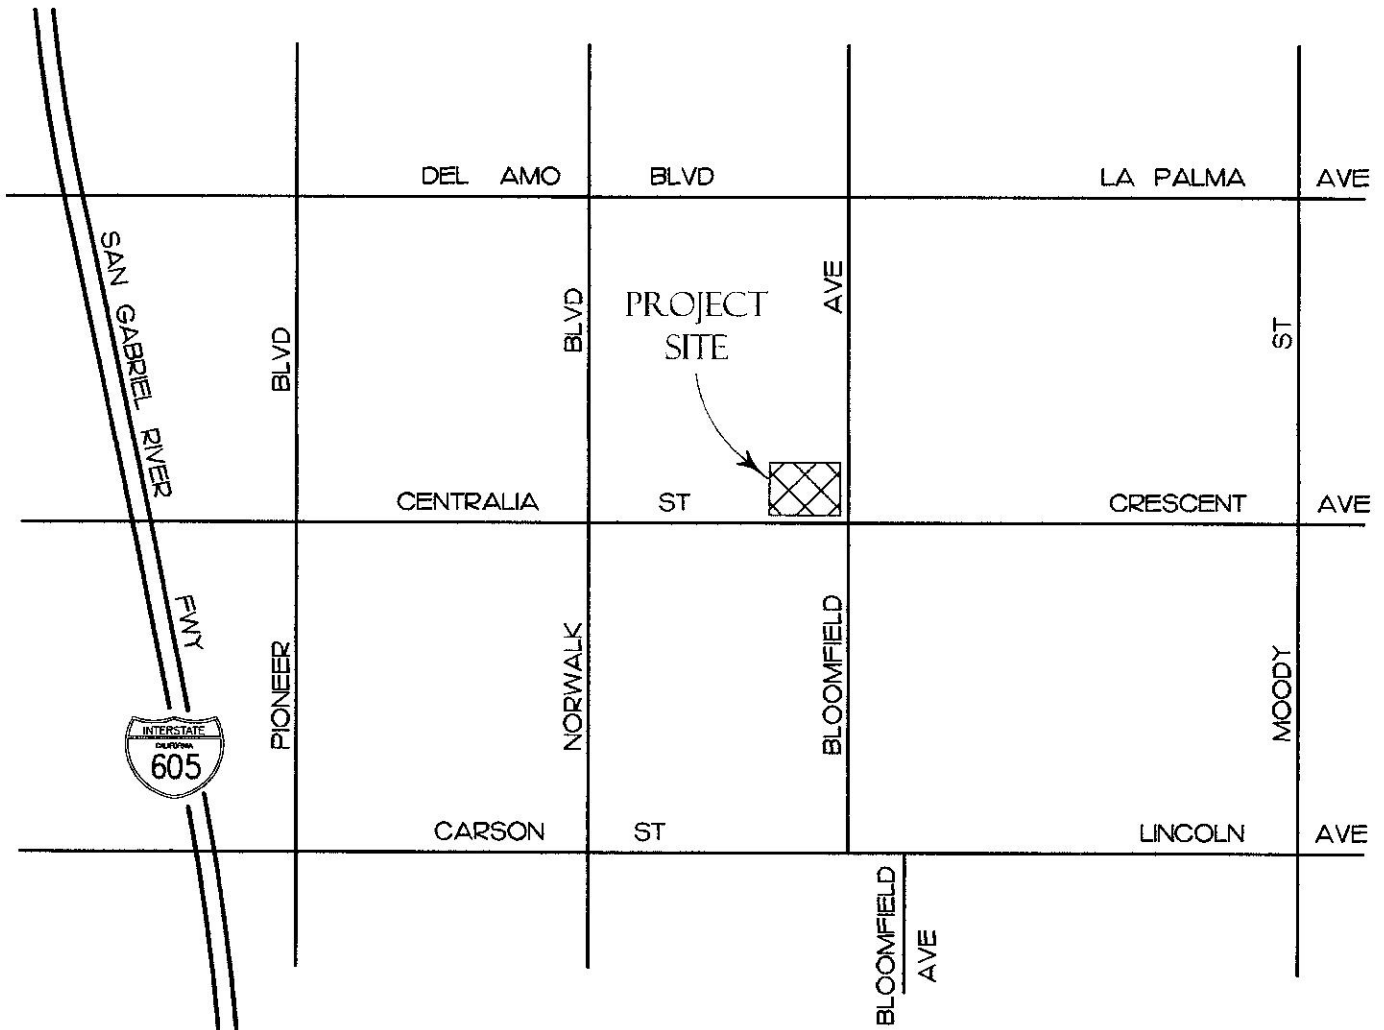 DEL AMO BLVD
LA PALMA AVE
SAN GABRIEL RIVER FWY
PIONEER BLVD
NORWALK BLVD
PROJECT
SITE
BLOOMFIELD AVE
MOODY ST
CENTRALIA ST
CRESCENT AVE
INTERSTATE
CALIFORNIA
605
CARSON ST
LINCOLN AVE
BLOOMFIELD
AVE